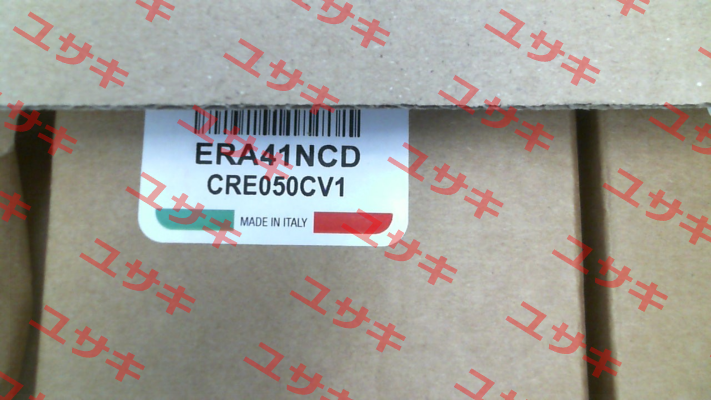 ERA41NCD
CRE050CV1
MADE IN ITALY
ユサキ